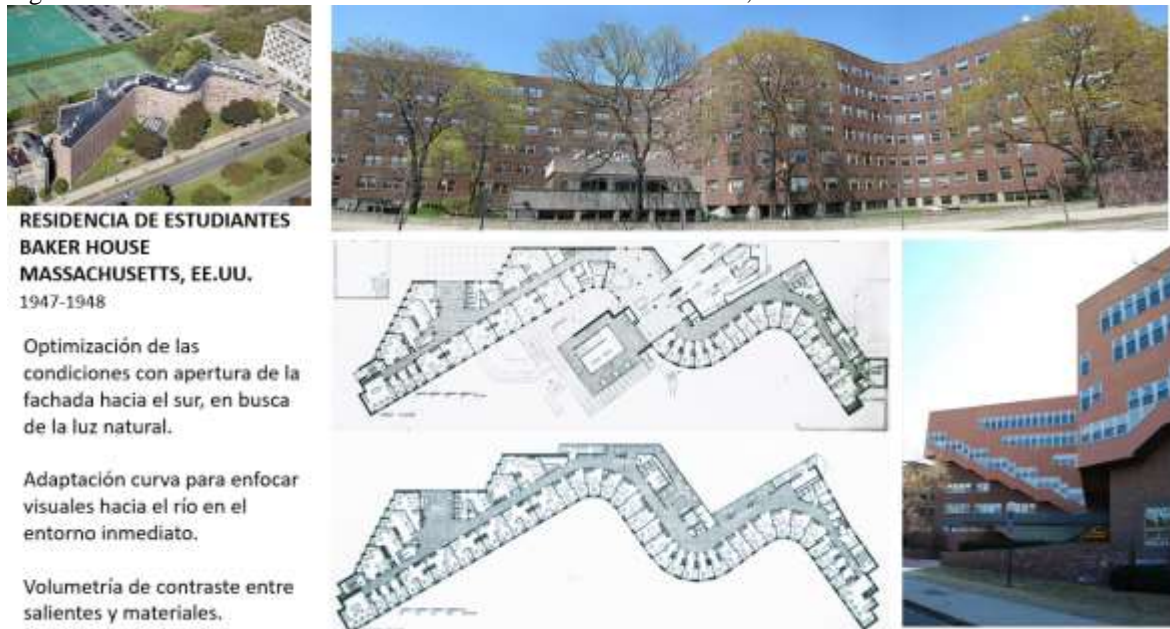 RESIDENCIA DE ESTUDIANTES
BAKER HOUSE
MASSACHUSETTS, EE.UU.
1947-1948
Optimización de las
condiciones con apertura de la
fachada hacia el sur, en busca
de la luz natural.
Adaptación curva para enfocar
visuales hacia el río en el
entorno inmediato.
Volumetría de contraste entre
salientes y materiales.